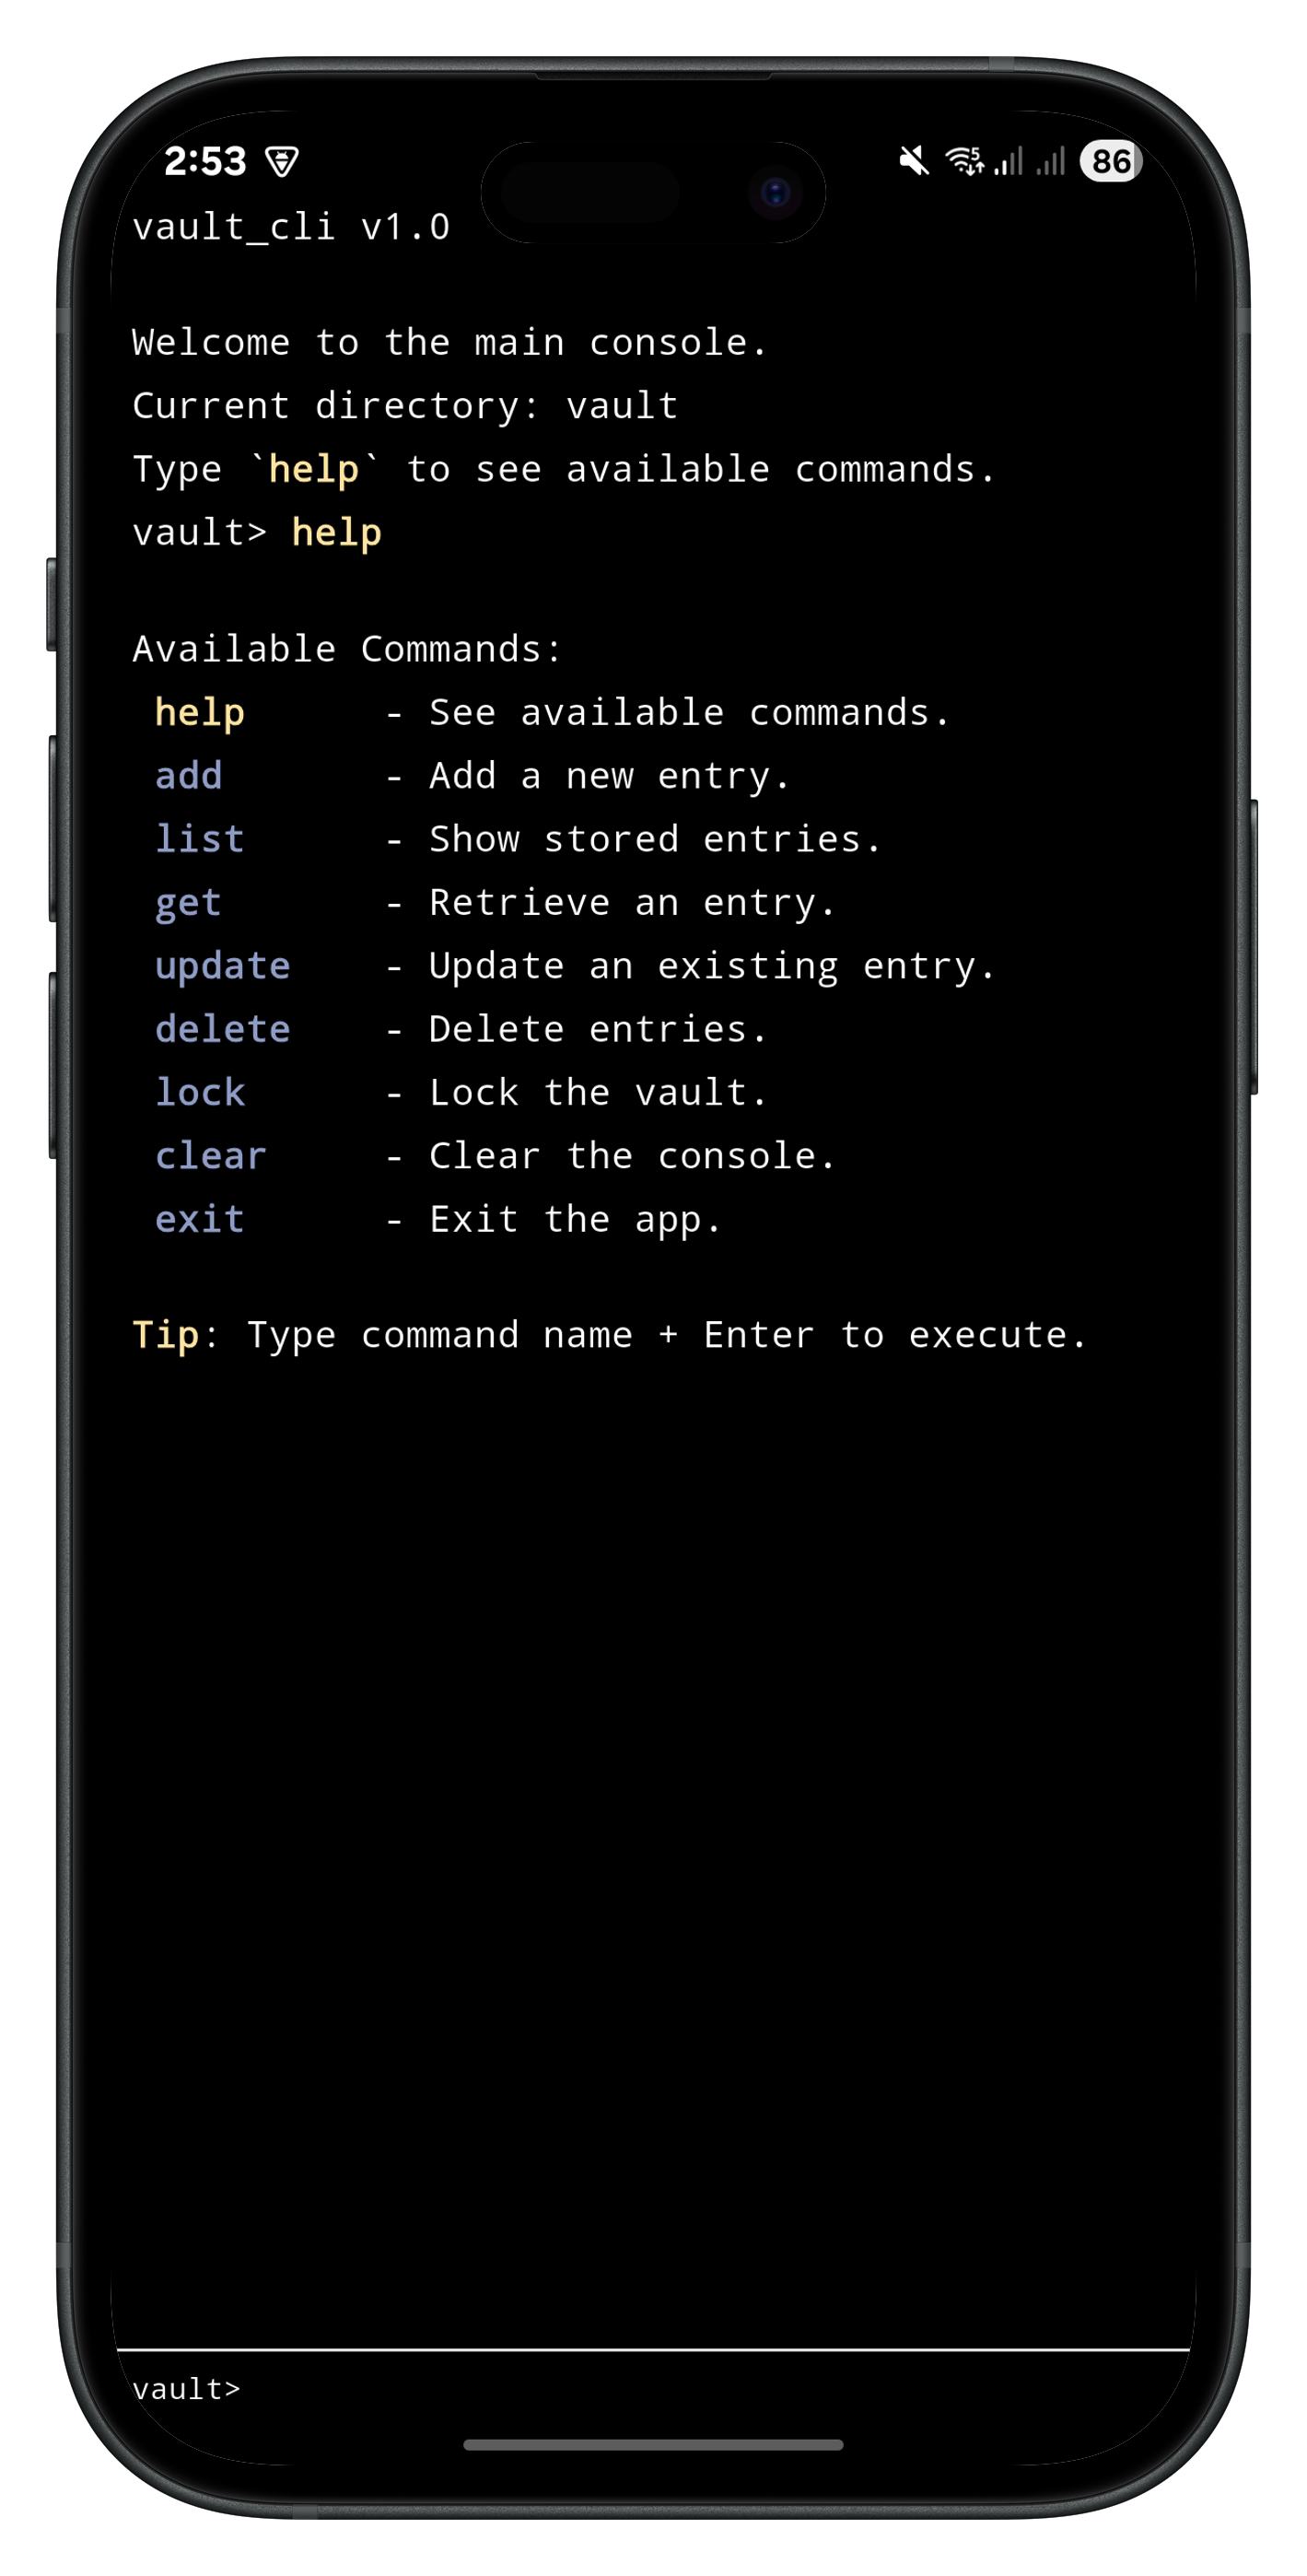 2:53 5 86
vault_cli v1.0
Welcome to the main console.
Current directory: vault
Type `help` to see available commands.
vault> help
Available Commands:
help - See available commands.
add - Add a new entry.
list - Show stored entries.
get - Retrieve an entry.
update - Update an existing entry.
delete - Delete entries.
lock - Lock the vault.
clear - Clear the console.
exit - Exit the app.
Tip: Type command name + Enter to execute.
vault>